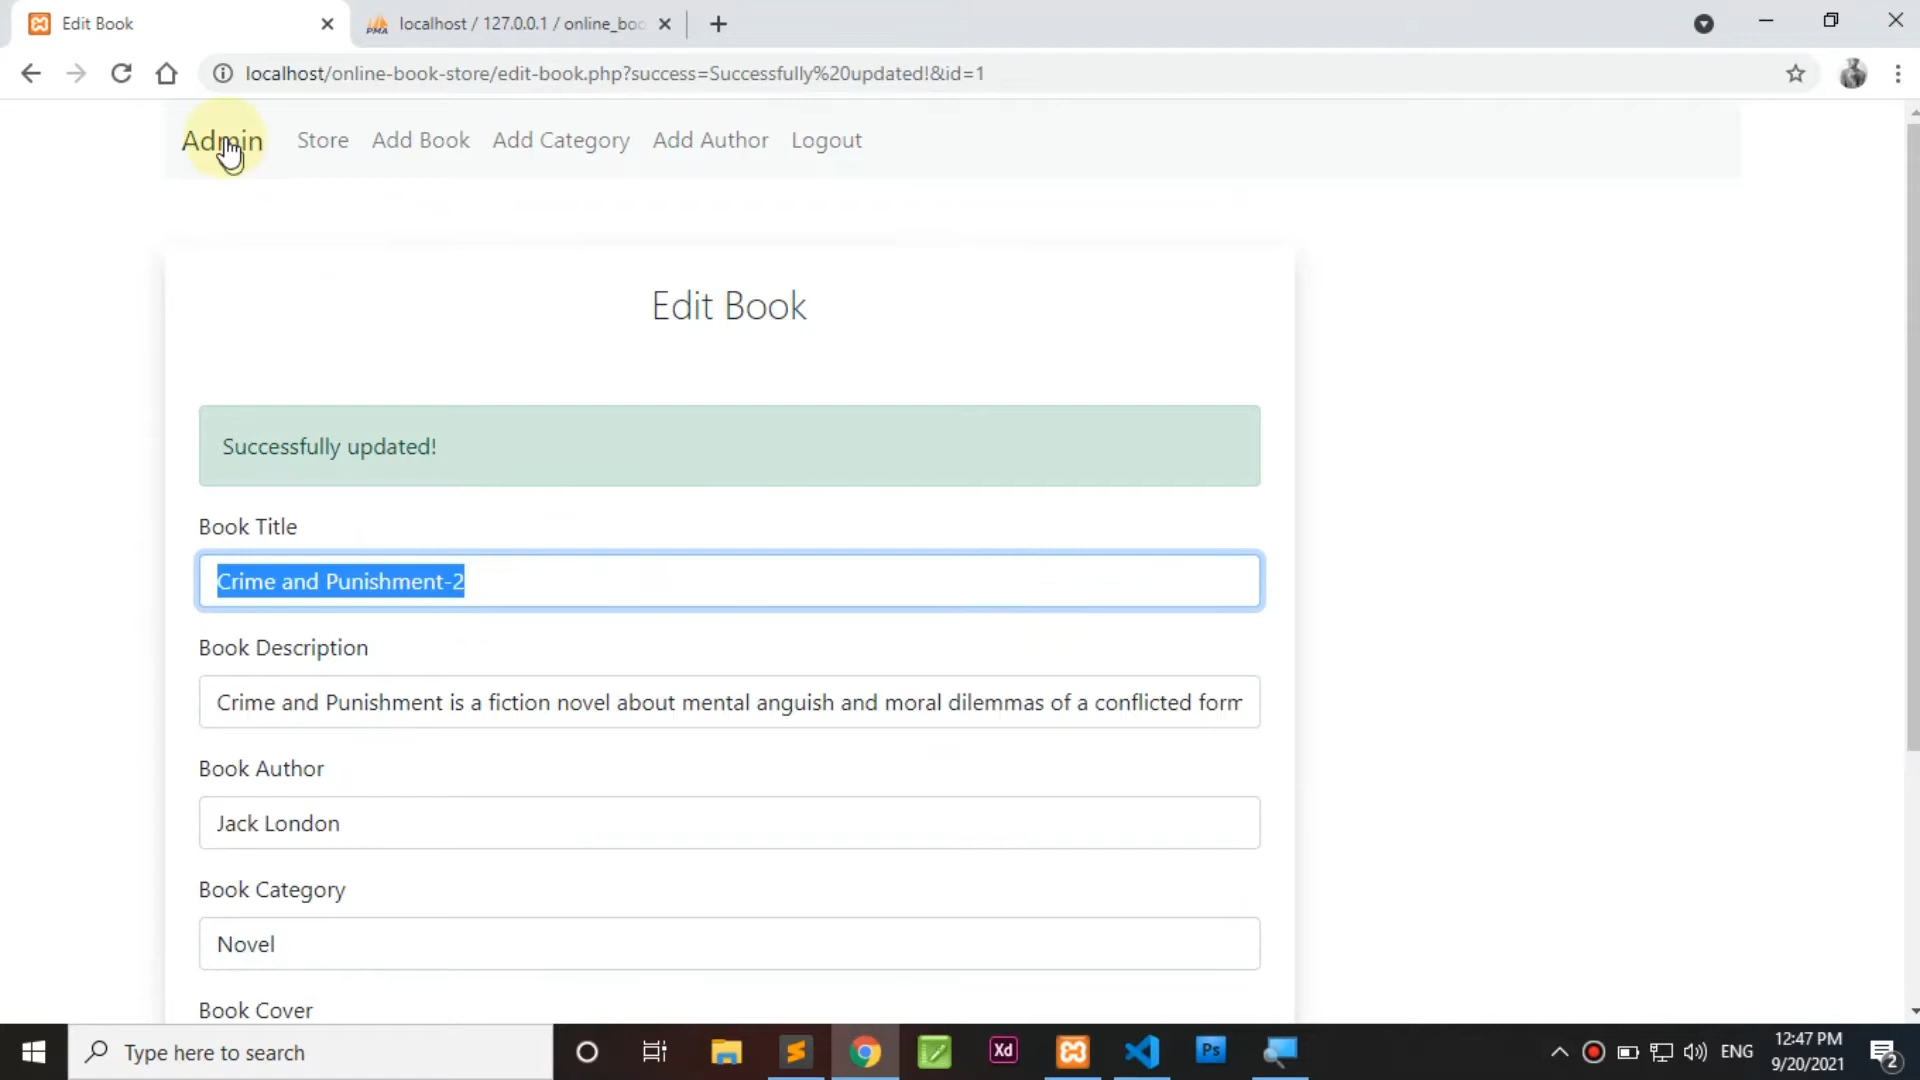 Edit Book
localhost / 127.0.0.1 / online_boo
localhost/online-book-store/edit-book.php?success=Successfully%20updated!&id=1
Admin Store Add Book Add Category Add Author Logout
Edit Book
Successfully updated!
Book Title
Crime and Punishment-2
Book Description
Crime and Punishment is a fiction novel about mental anguish and moral dilemmas of a conflicted form
Book Author
Jack London
Book Category
Novel
Book Cover
Type here to search
Xd
Ps
ENG
12:47 PM
9/20/2021
2